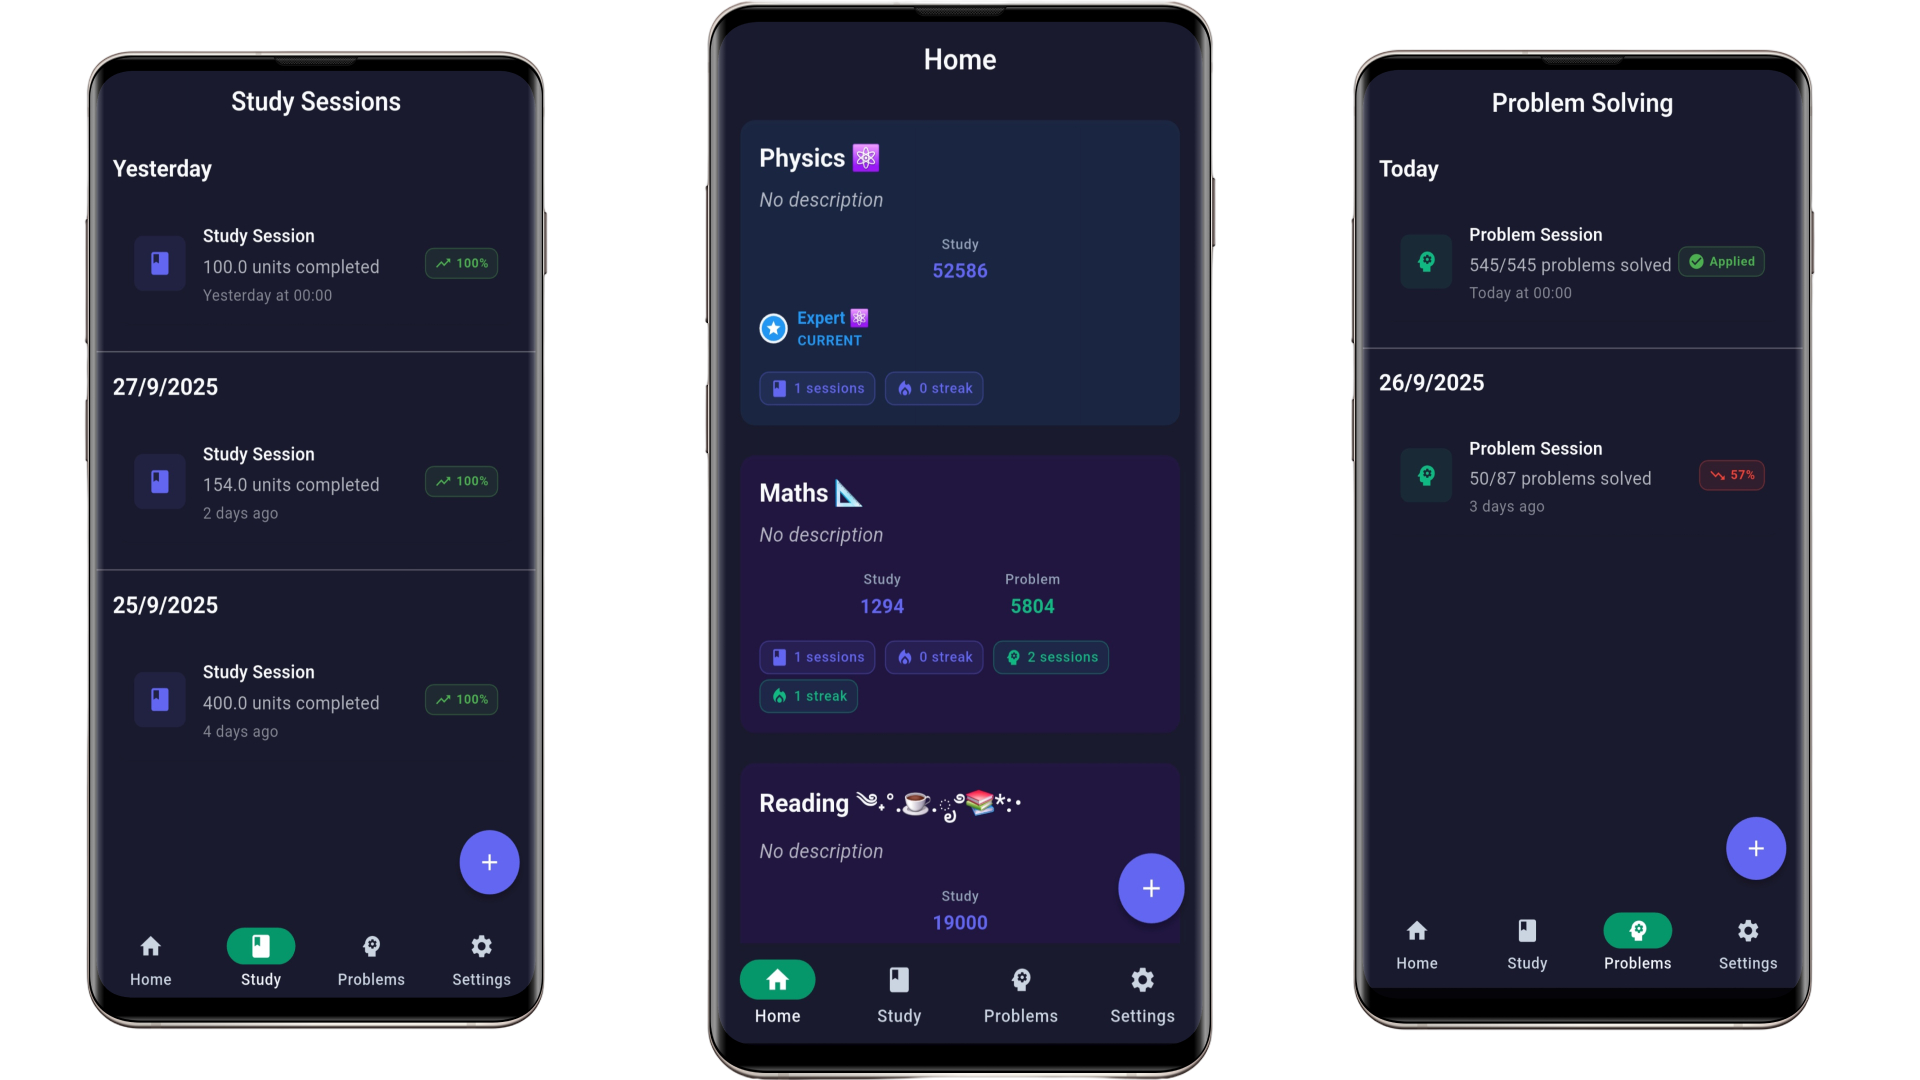 Study Sessions
Yesterday
Study Session
100.0 units completed
100%
Yesterday at 00:00
27/9/2025
Study Session
154.0 units completed
100%
2 days ago
25/9/2025
Study Session
400.0 units completed
100%
4 days ago
+
Home
Study
Problems
Settings
Home
Physics ⚛️
No description
Study
52586
Expert ⚛️
CURRENT
1 sessions
0 streak
Maths 📐
No description
Study Problem
1294 5804
1 sessions
0 streak
2 sessions
1 streak
Reading ༄˖°.☕.ೃ࿔📚*:･
No description
Study
19000
+
Home
Study
Problems
Settings
Problem Solving
Today
Problem Session
545/545 problems solved
Applied
Today at 00:00
26/9/2025
Problem Session
50/87 problems solved
57%
3 days ago
+
Home
Study
Problems
Settings